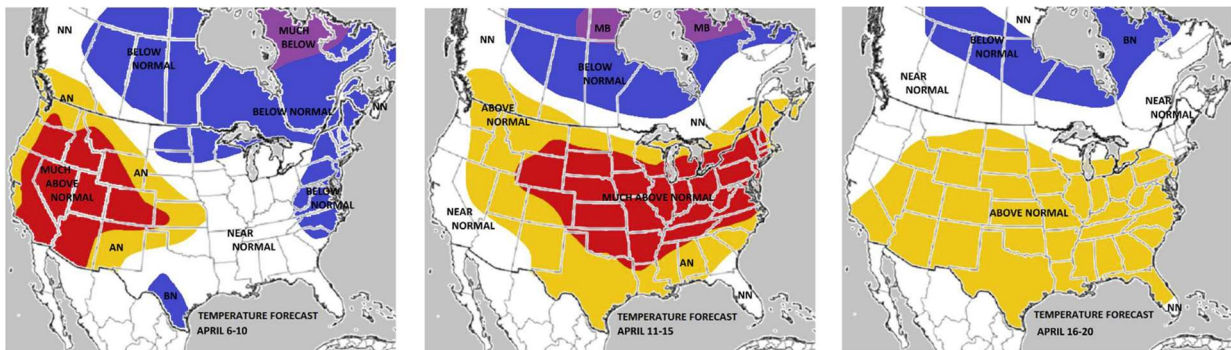 MUCH
BELOW
NN
BELOW
NORMAL
AN
BELOW NORMAL
NN
MUCH
ABOVE
NORMAL
AN
BELOW
NORMAL
NEAR
NORMAL
AN
BN
TEMPERATURE FORECAST
APRIL 6-10
MB
MB
NN
BELOW
NORMAL
ABOVE
NORMAL
NN
MUCH ABOVE NORMAL
NEAR
NORMAL
AN
NN
TEMPERATURE FORECAST
APRIL 11-15
NN
BN
BELOW
NORMAL
NEAR
NORMAL
NEAR
NORMAL
ABOVE NORMAL
NN
TEMPERATURE FORECAST
APRIL 16-20